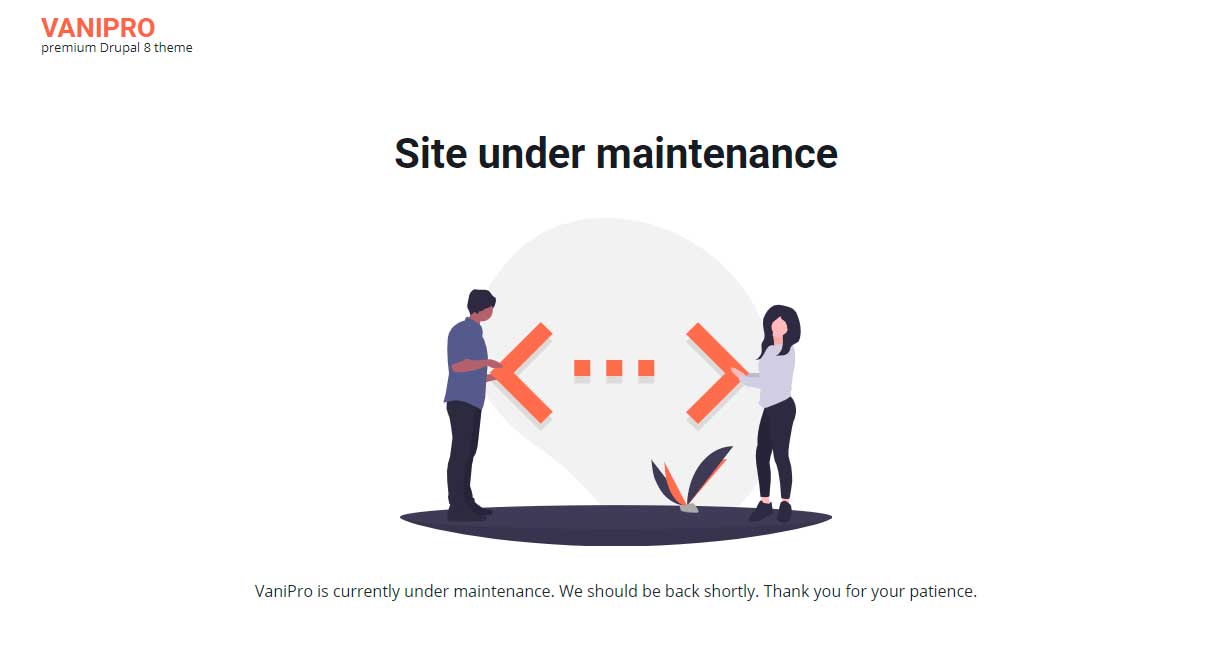 VANIPRO
premium Drupal 8 theme
Site under maintenance
VaniPro is currently under maintenance. We should be back shortly. Thank you for your patience.